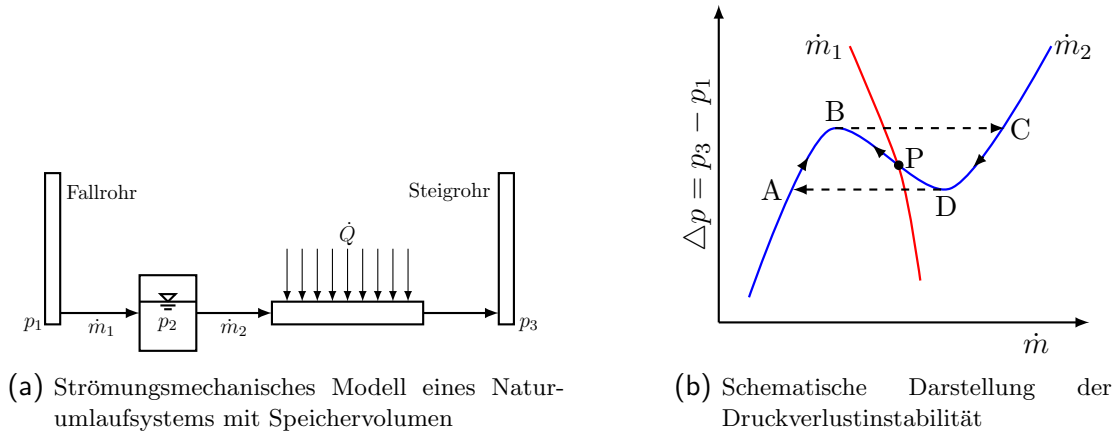 Fallrohr
Steigrohr
Q̇
p₁
ṁ₁
p₂
ṁ₂
p₃
(a) Strömungsmechanisches Modell eines Natur-
umlaufsystems mit Speichervolumen
△p = p₃ − p₁
ṁ₁
ṁ₂
B
C
P
A
D
ṁ
(b) Schematische Darstellung der
Druckverlustinstabilität